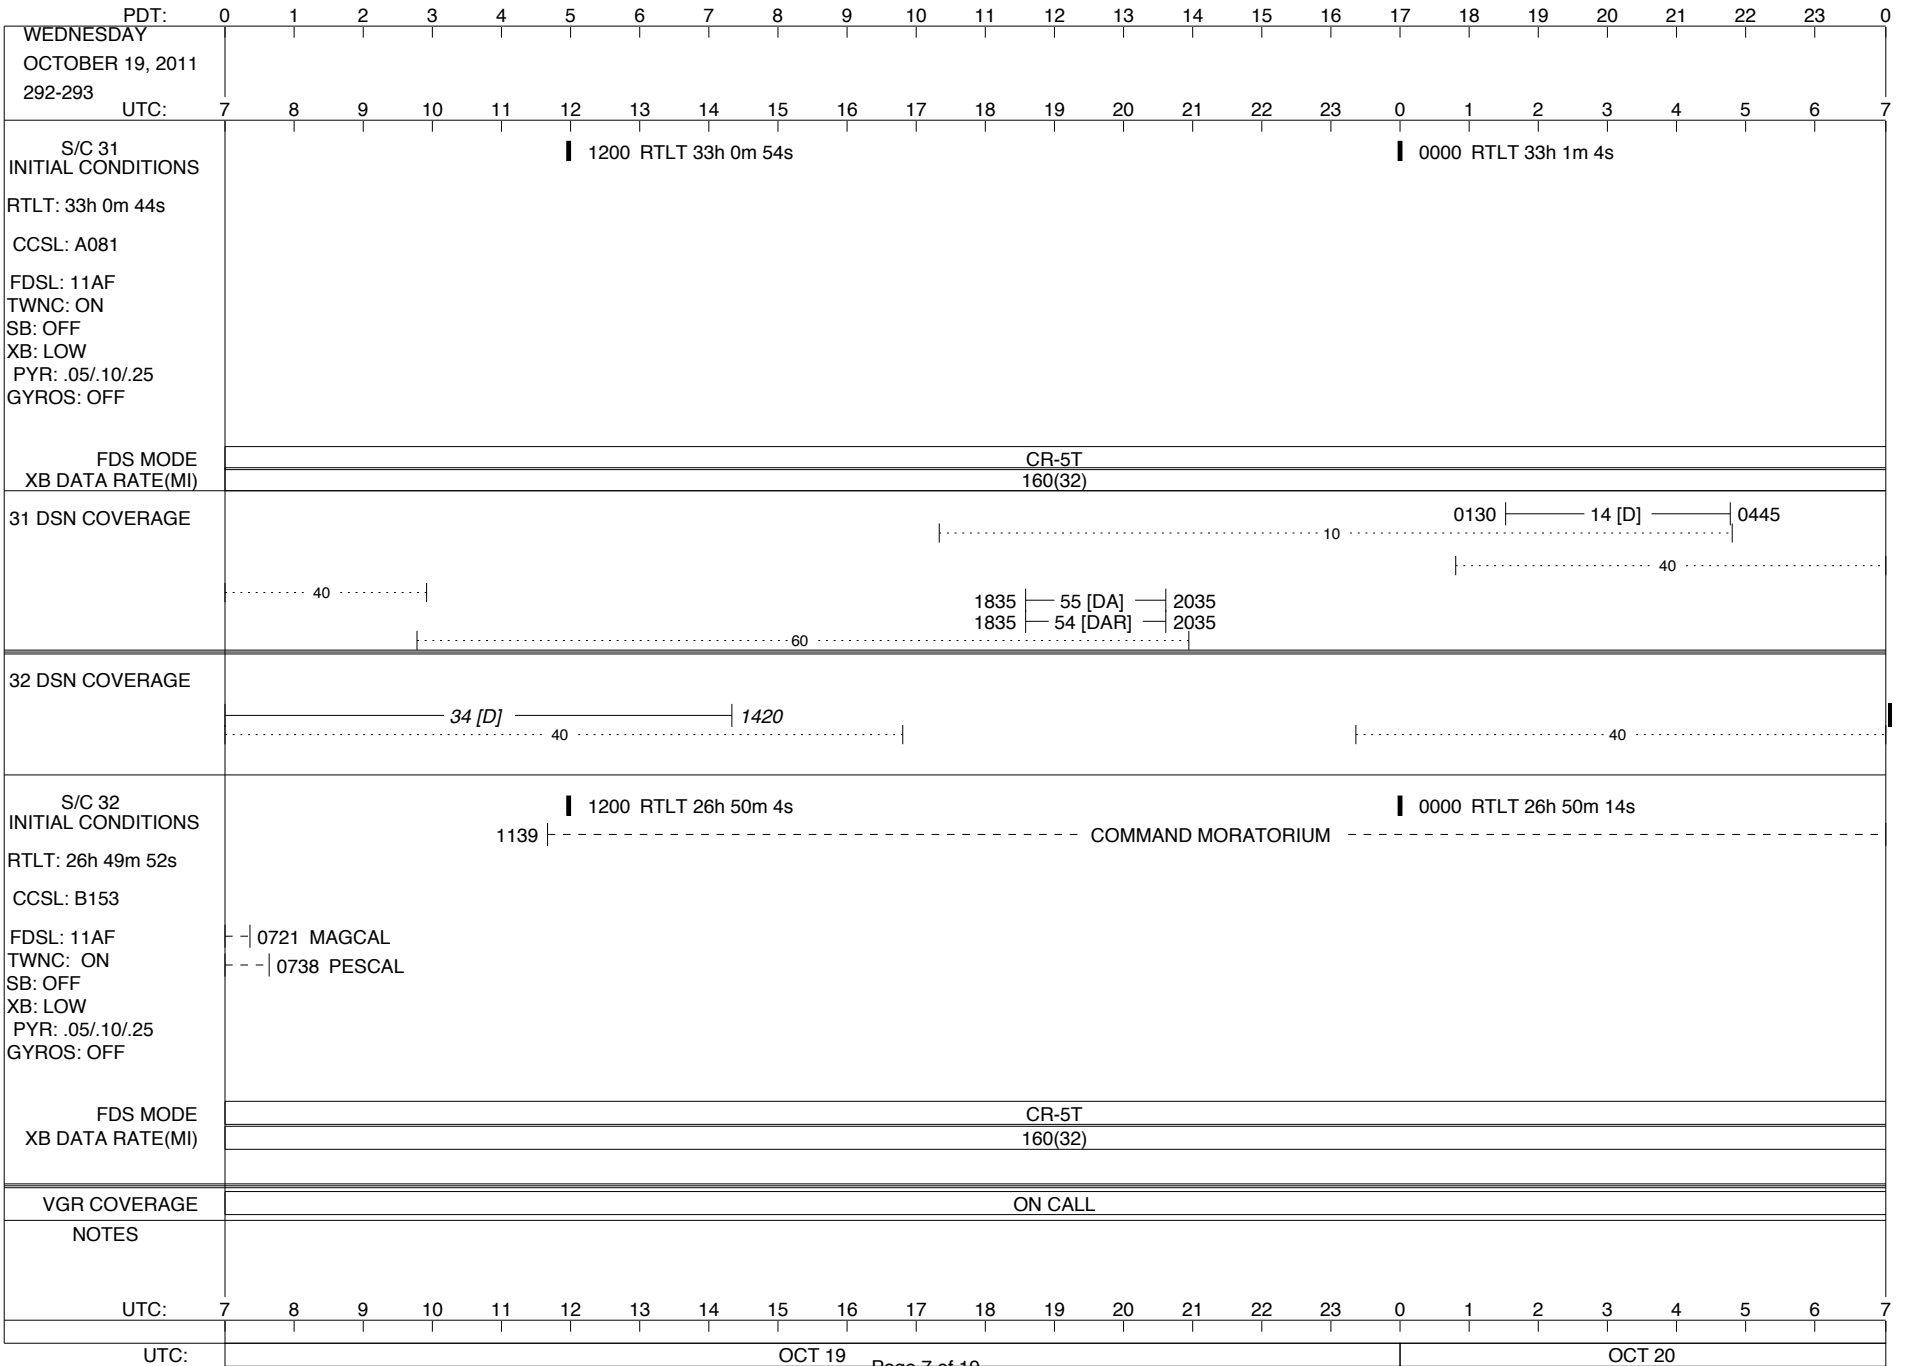 PDT: 0 1 2 3 4 5 6 7 8 9 10 11 12 13 14 15 16 17 18 19 20 21 22 23 0
WEDNESDAY
OCTOBER 19, 2011
292-293
UTC: 7 8 9 10 11 12 13 14 15 16 17 18 19 20 21 22 23 0 1 2 3 4 5 6 7
S/C 31
INITIAL CONDITIONS
1200 RTLT 33h 0m 54s
0000 RTLT 33h 1m 4s
RTLT: 33h 0m 44s
CCSL: A081
FDSL: 11AF
TWNC: ON
SB: OFF
XB: LOW
PYR: .05/.10/.25
GYROS: OFF
FDS MODE CR-5T
XB DATA RATE(MI) 160(32)
31 DSN COVERAGE
0130 14 [D] 0445
10
40
40
1835 55 [DA] 2035
1835 54 [DAR] 2035
60
32 DSN COVERAGE
34 [D] 1420
40 40
S/C 32
INITIAL CONDITIONS
1200 RTLT 26h 50m 4s
0000 RTLT 26h 50m 14s
1139 COMMAND MORATORIUM
RTLT: 26h 49m 52s
CCSL: B153
FDSL: 11AF
0721 MAGCAL
TWNC: ON
0738 PESCAL
SB: OFF
XB: LOW
PYR: .05/.10/.25
GYROS: OFF
FDS MODE CR-5T
XB DATA RATE(MI) 160(32)
VGR COVERAGE ON CALL
NOTES
UTC: 7 8 9 10 11 12 13 14 15 16 17 18 19 20 21 22 23 0 1 2 3 4 5 6 7
UTC: OCT 19 OCT 20
Page 7 of 10